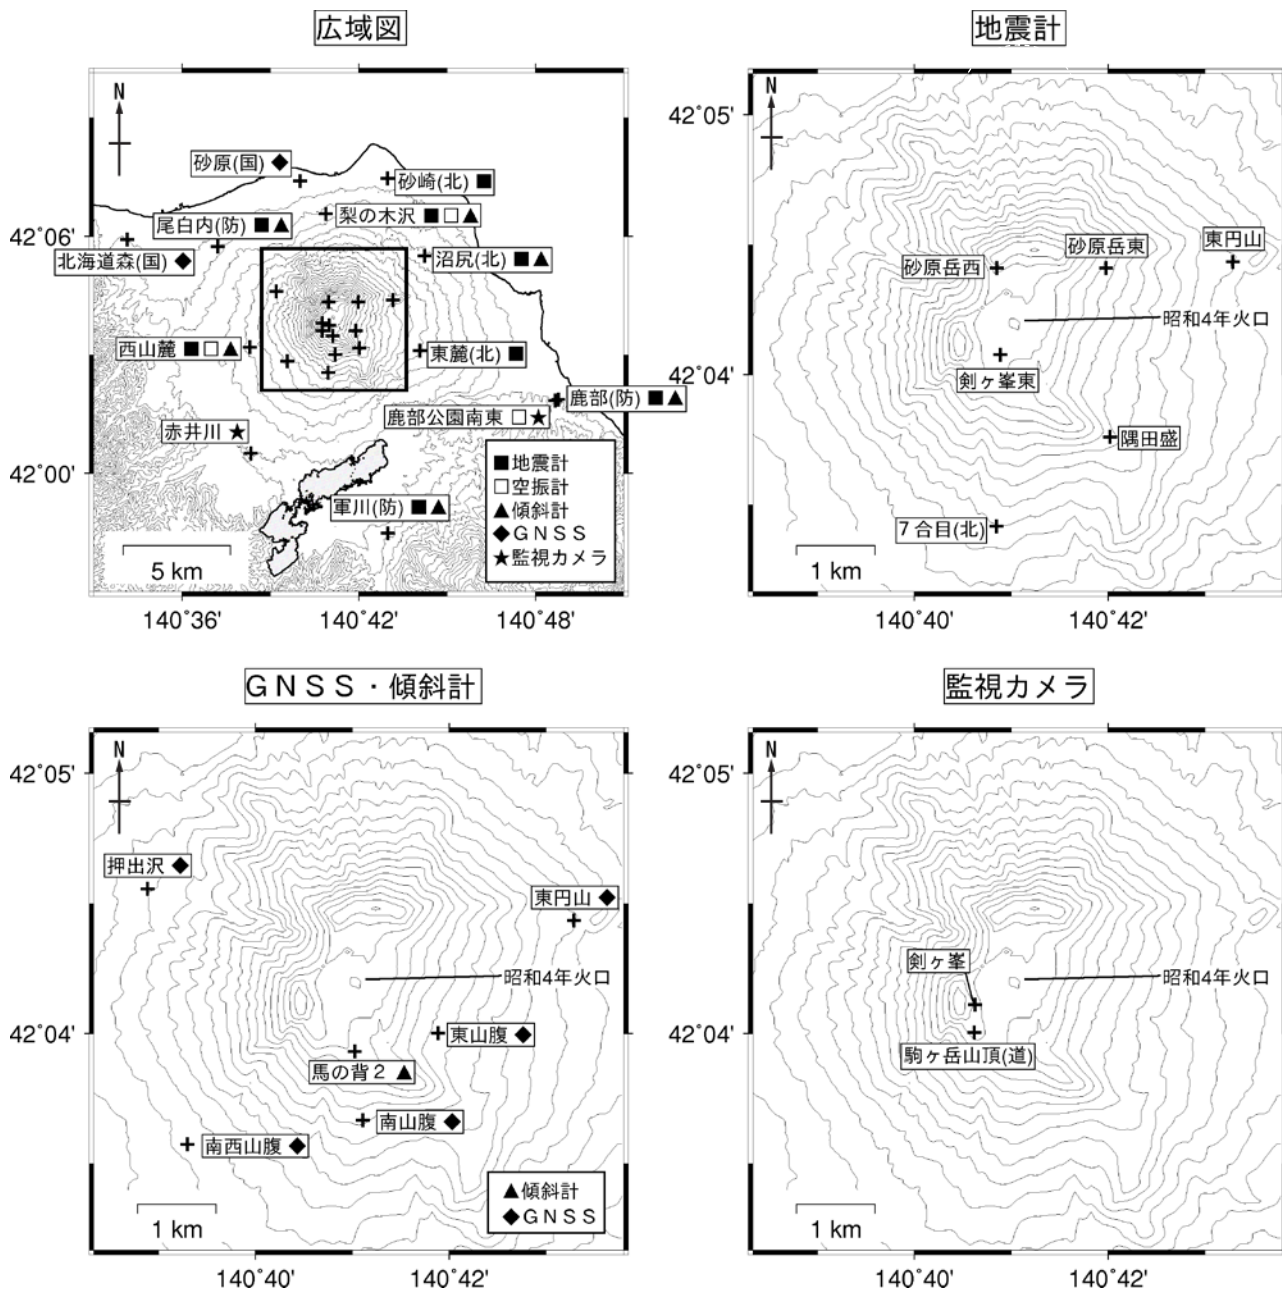 広域図
N
砂原(国) ◆
砂崎(北) ■
尾白内(防) ■▲
梨の木沢 ■□▲
42°06'
北海道森(国) ◆
沼尻(北) ■▲
西山麓 ■□▲
東麓(北) ■
鹿部(防) ■▲
鹿部公園南東 □★
赤井川 ★
42°00'
軍川(防) ■▲
■地震計
□空振計
▲傾斜計
◆GNSS
★監視カメラ
5 km
140°36' 140°42' 140°48'
地震計
N
42°05'
東円山
砂原岳東
砂原岳西
昭和4年火口
42°04'
剣ヶ峯東
隅田盛
7合目(北)
1 km
140°40' 140°42'
GNSS・傾斜計
N
42°05'
押出沢 ◆
東円山 ◆
昭和4年火口
42°04'
東山腹 ◆
馬の背2 ▲
南山腹 ◆
南西山腹 ◆
▲傾斜計
◆GNSS
1 km
140°40' 140°42'
監視カメラ
N
42°05'
剣ヶ峯
昭和4年火口
42°04'
駒ヶ岳山頂(道)
1 km
140°40' 140°42'